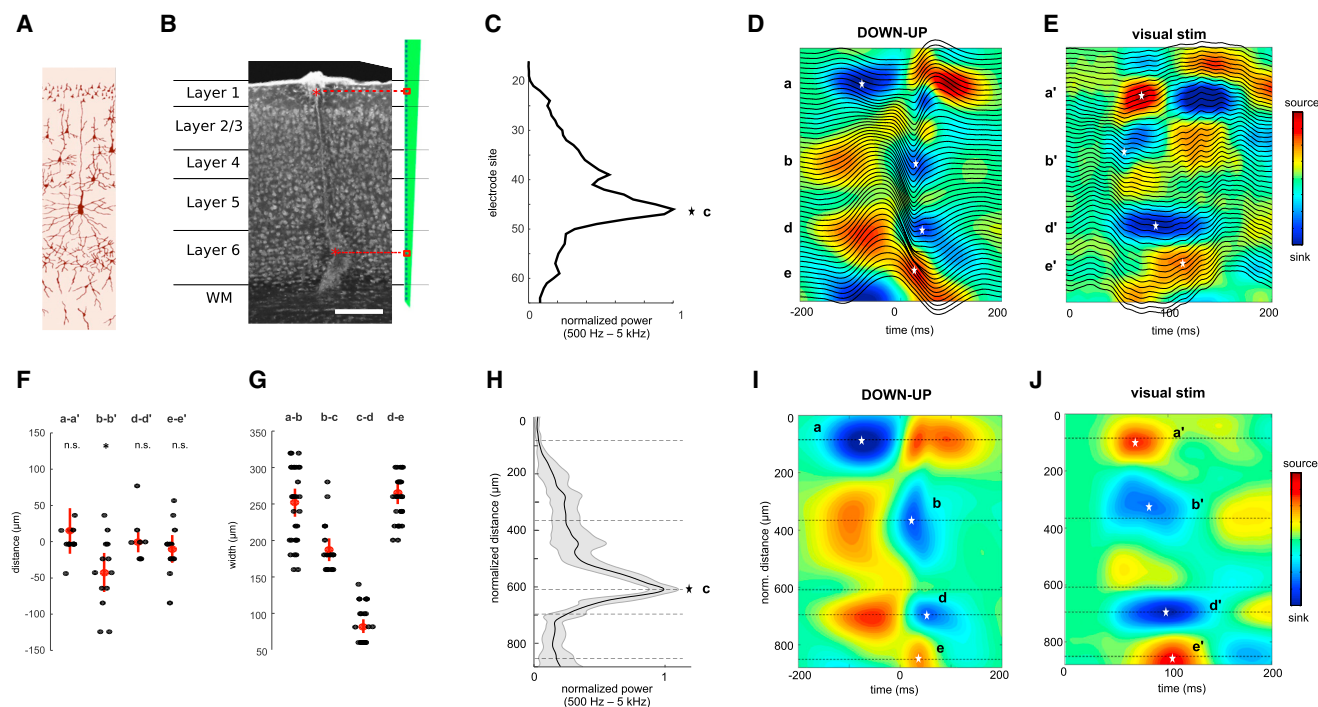 A
B
Layer 1
Layer 2/3
Layer 4
Layer 5
Layer 6
WM
C
electrode site
20
30
40
50
60
c
0
1
normalized power
(500 Hz – 5 kHz)
D
DOWN-UP
a
b
d
e
-200
0
200
time (ms)
E
visual stim
a'
b'
d'
e'
0
100
200
time (ms)
source
sink
F
a-a'
b-b'
d-d'
e-e'
n.s.
*
n.s.
n.s.
distance (µm)
150
100
50
0
-50
-100
-150
G
a-b
b-c
c-d
d-e
width (µm)
350
300
250
200
150
100
50
H
normalized distance (µm)
0
200
400
600
800
c
0
1
normalized power
(500 Hz – 5 kHz)
I
DOWN-UP
norm. distance (µm)
0
200
400
600
800
a
b
d
e
-200
0
200
time (ms)
J
visual stim
0
200
400
600
800
a'
b'
d'
e'
0
100
200
time (ms)
source
sink